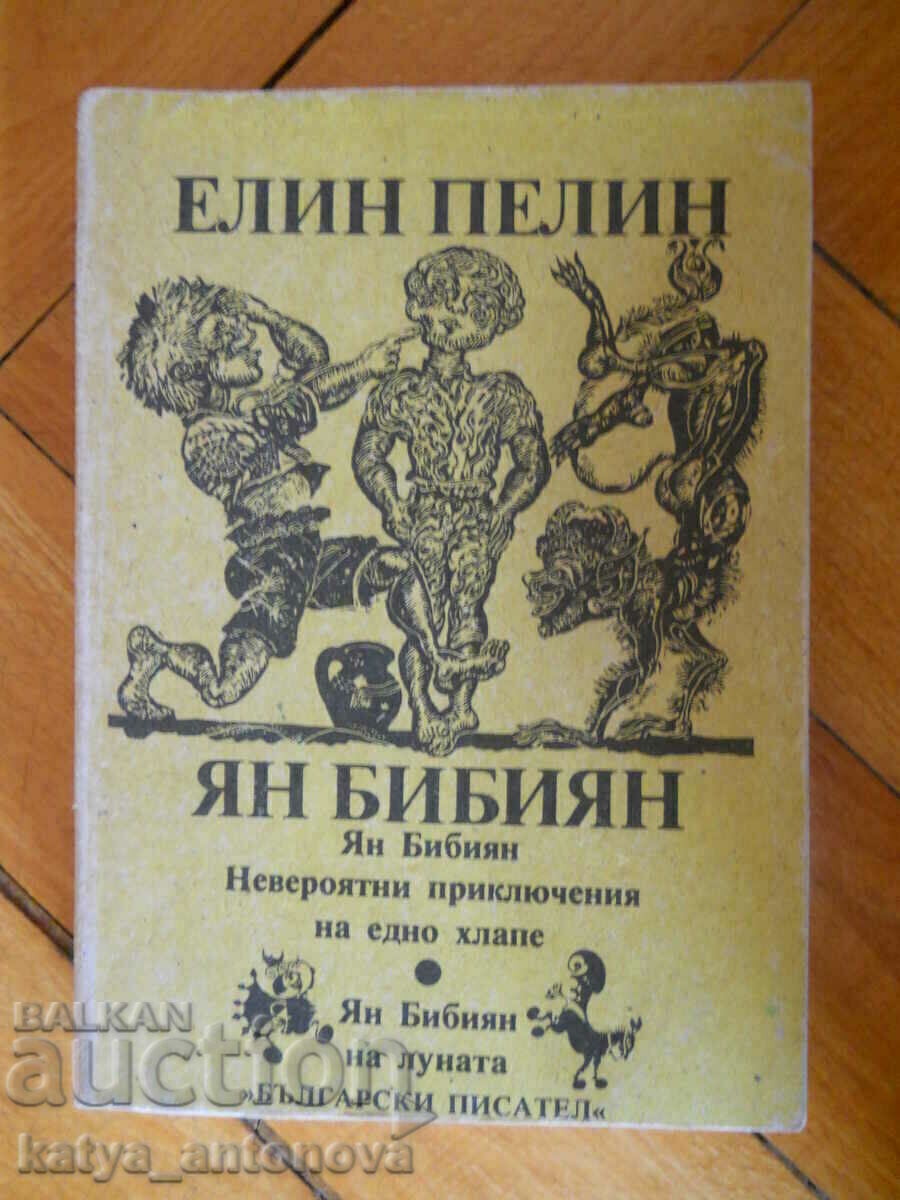 ЕЛИН ПЕЛИН
ЯН БИБИЯН
Ян Бибиян
Невероятни приключения
на едно хлапе
Ян Бибиян
на луната
»БЪЛГАРСКИ ПИСАТЕЛ«
BALKAN
auction
katya_antonova